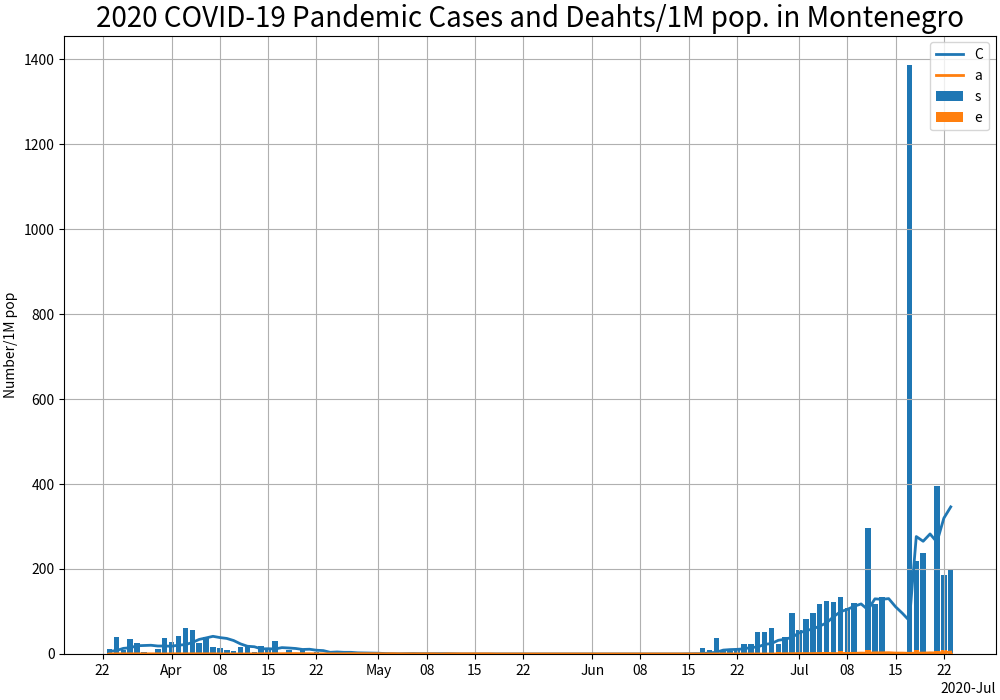 2020 COVID-19 Pandemic Cases and Deahts/1M pop. in Montenegro
Number/1M pop
1400
1200
1000
800
600
400
200
0
C
a
s
e
22 Apr 08 15 22 May 08 15 22 Jun 08 15 22 Jul 08 15 22
2020-Jul